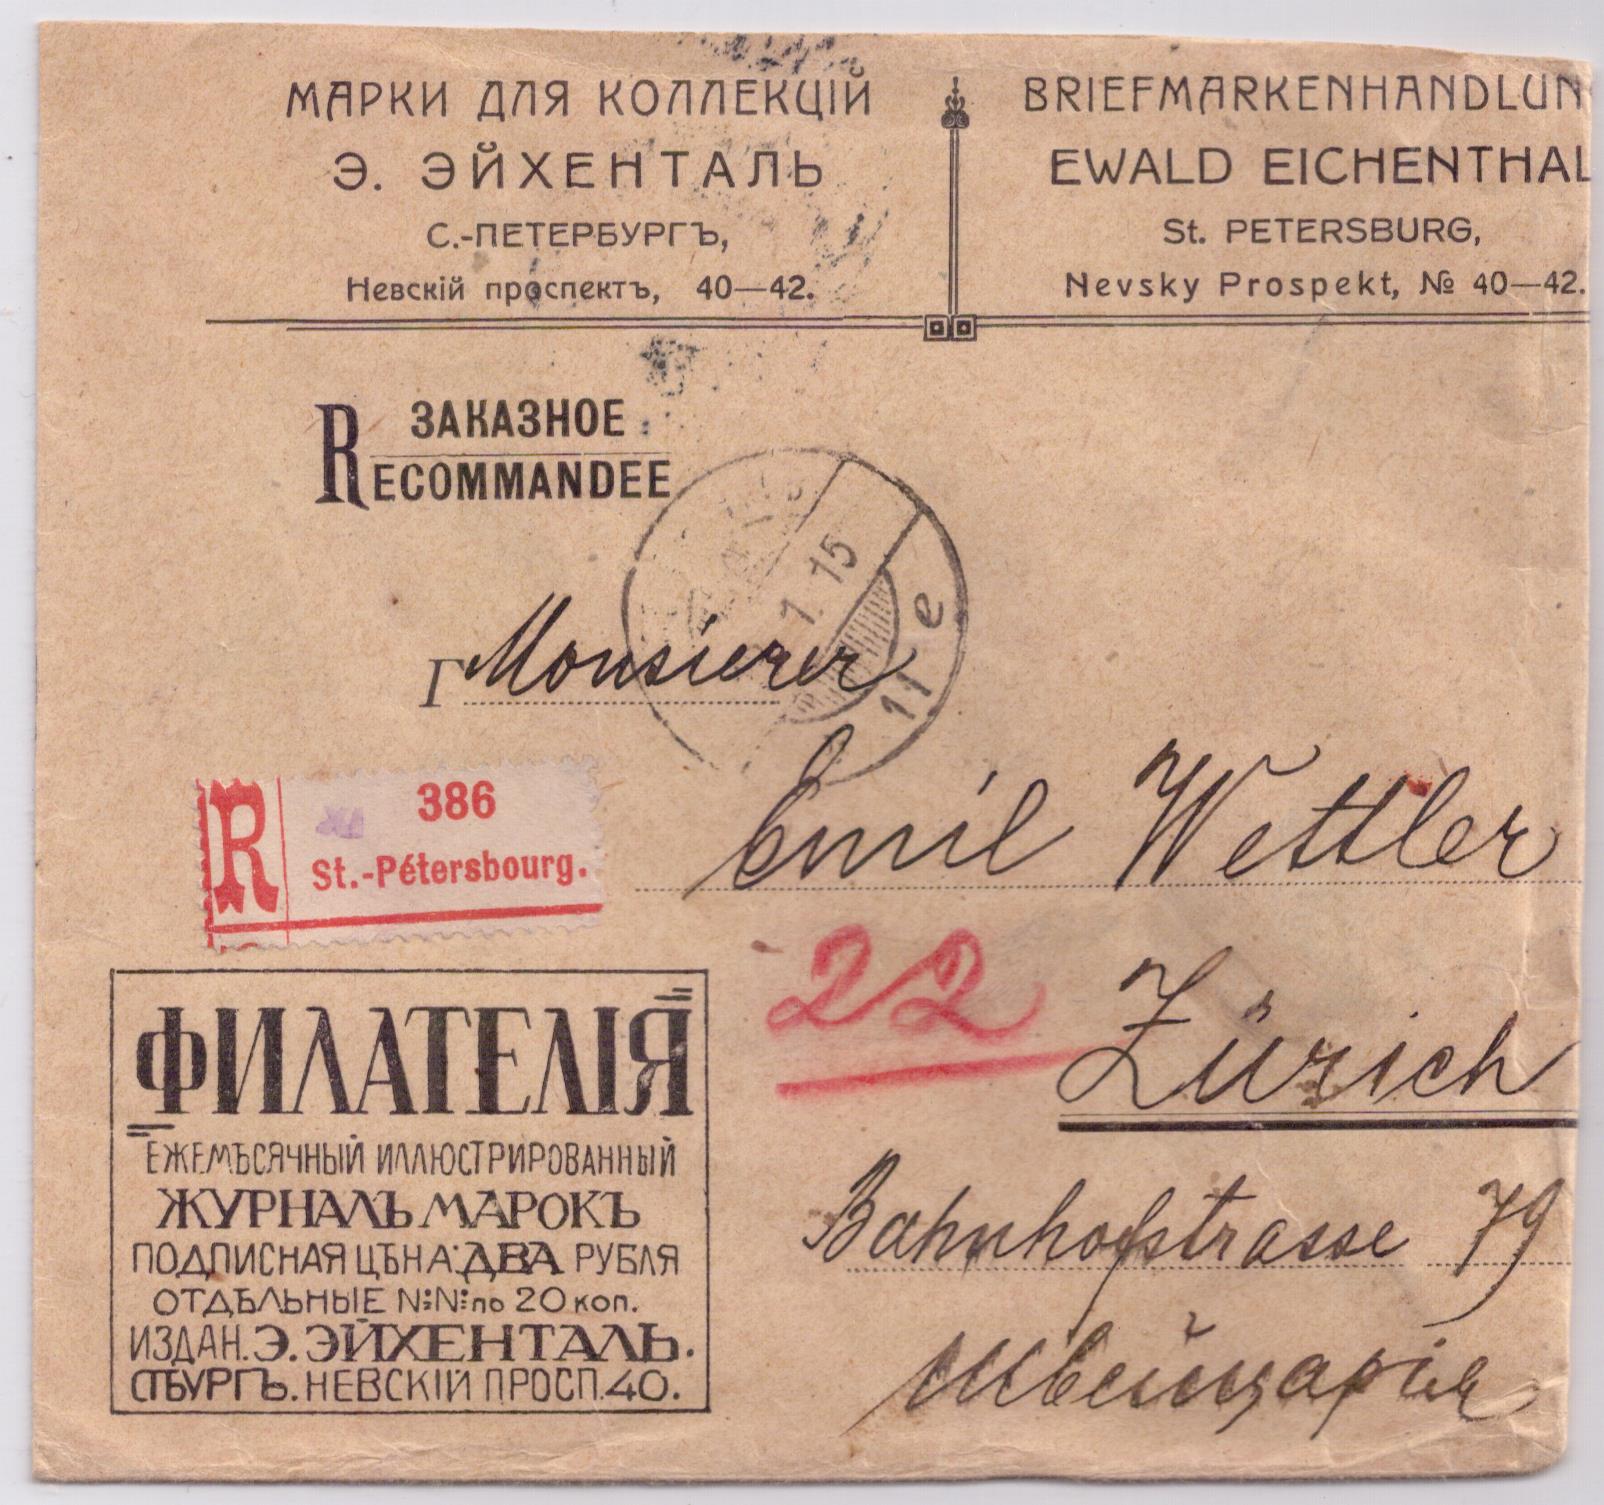 МАРКИ ДЛЯ КОЛЛЕКЦІЙ
Э. ЭЙХЕНТАЛЬ
С.-ПЕТЕРБУРГЪ,
Невскій проспектъ, 40—42.
BRIEFMARKENHANDLUN
EWALD EICHENTHAL
St. PETERSBURG,
Nevsky Prospekt, № 40—42.
ЗАКАЗНОЕ
RECOMMANDEE
1.15
11 e
Г Monsieur
Emil Wettler
R 386
St.-Pétersbourg.
22
Zürich
Bahnhofstrasse 79
Швейцарія
ФИЛАТЕЛІЯ
ЕЖЕМѢСЯЧНЫЙ ИЛЛЮСТРИРОВАННЫЙ
ЖУРНАЛЪ МАРОКЪ
ПОДПИСНАЯ ЦѢНА: ДВА РУБЛЯ
ОТДѢЛЬНЫЕ N:N: по 20 коп.
ИЗДАН. Э. ЭЙХЕНТАЛЬ.
СПБУРГЪ. НЕВСКІЙ ПРОСП. 40.